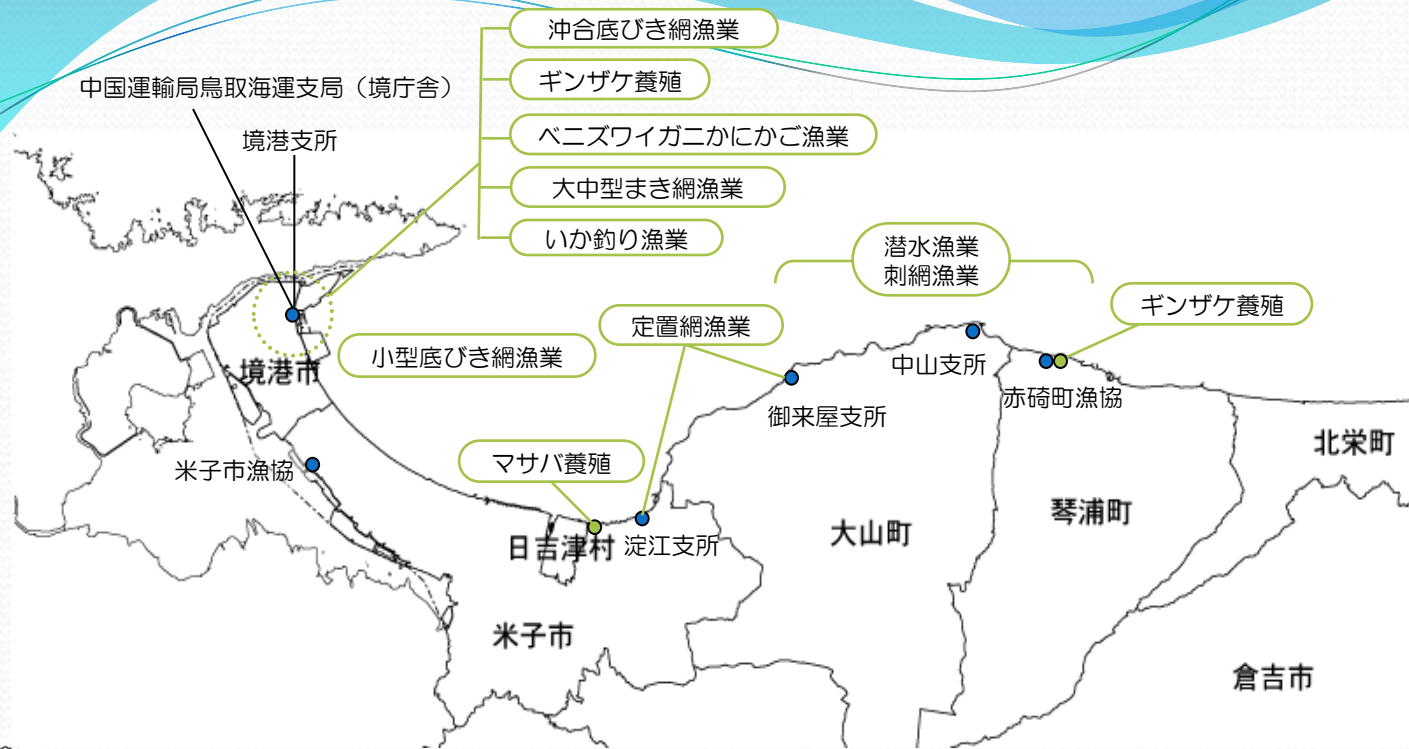 沖合底びき網漁業
ギンザケ養殖
中国運輸局鳥取海運支局（境庁舎）
ベニズワイガニかにかご漁業
境港支所
大中型まき網漁業
いか釣り漁業
潜水漁業
刺網漁業
ギンザケ養殖
定置網漁業
小型底びき網漁業
境港市
中山支所
赤碕町漁協
御来屋支所
北栄町
米子市漁協
マサバ養殖
琴浦町
大山町
日吉津村
淀江支所
米子市
倉吉市